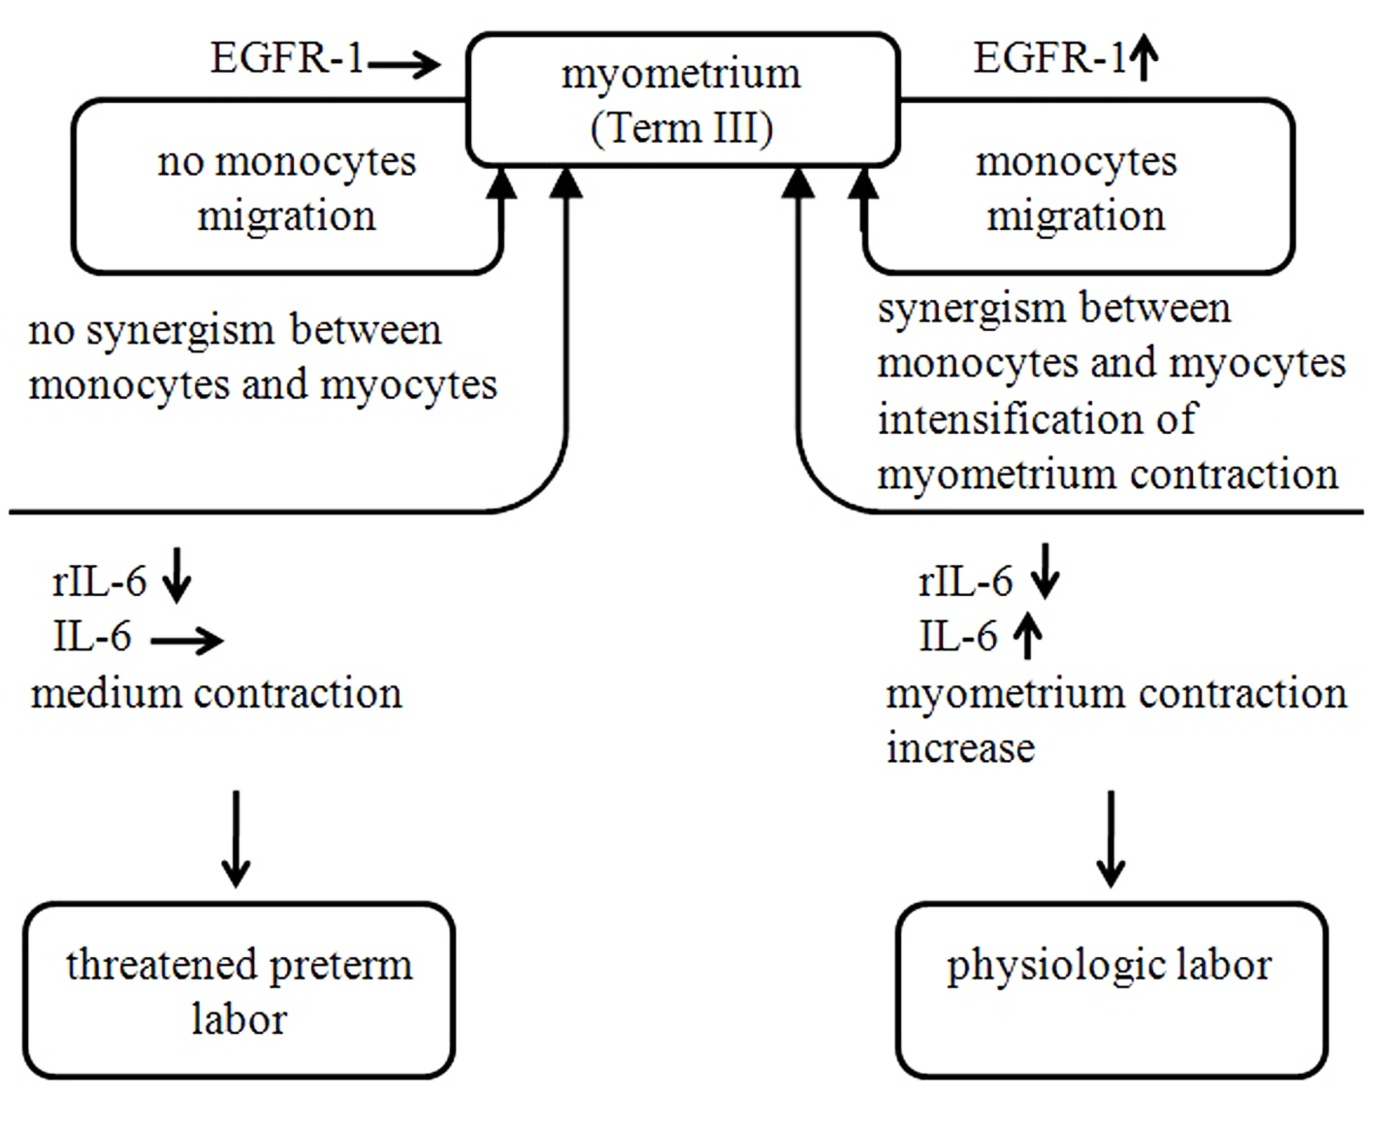 EGFR-1→
myometrium
(Term III)
EGFR-1↑
no monocytes
migration
monocytes
migration
no synergism between
monocytes and myocytes
synergism between
monocytes and myocytes
intensification of
myometrium contraction
rIL-6 ↓
IL-6 →
medium contraction
rIL-6 ↓
IL-6 ↑
myometrium contraction
increase
threatened preterm
labor
physiologic labor